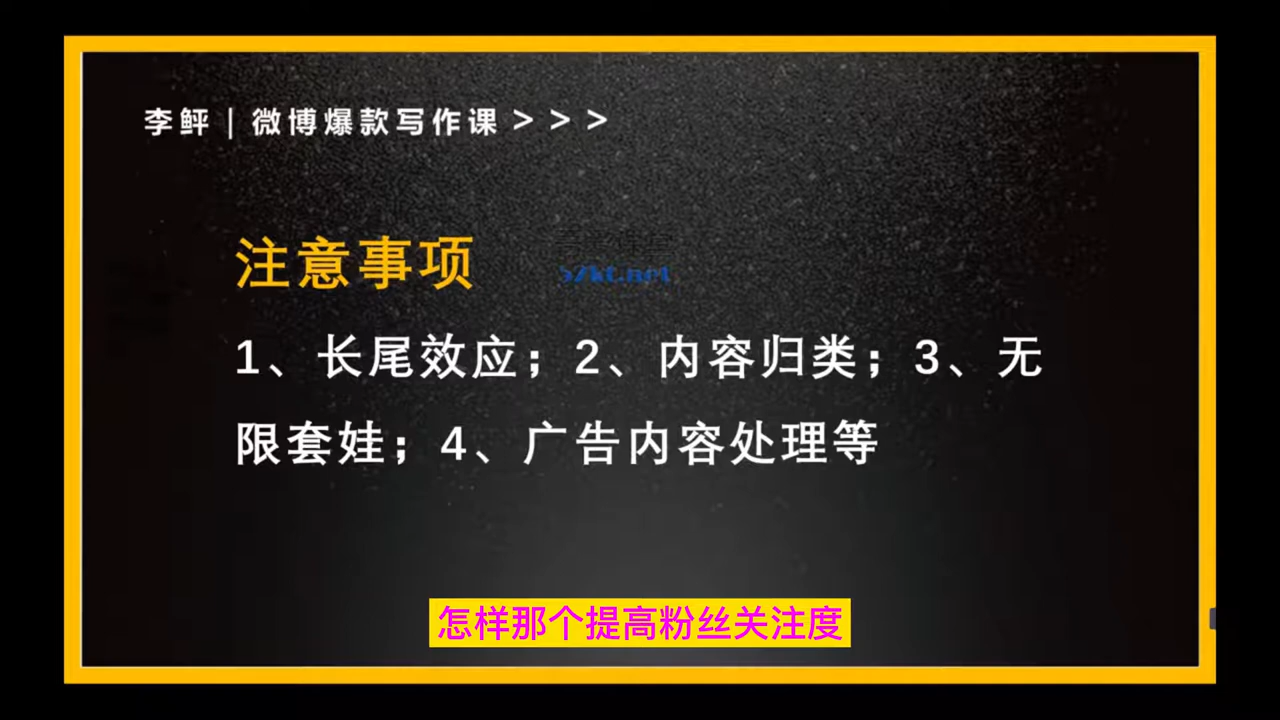 李鲆 | 微博爆款写作课 > > >
注意事项
1、长尾效应；2、内容归类；3、无
限套娃；4、广告内容处理等
怎样那个提高粉丝关注度